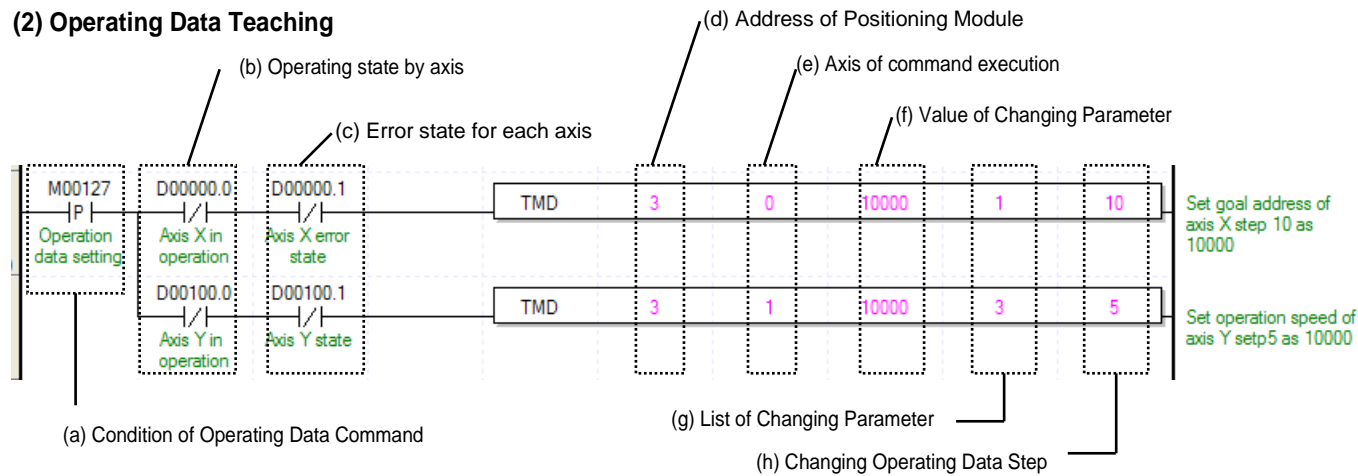 (2) Operating Data Teaching
(d) Address of Positioning Module
(b) Operating state by axis
(e) Axis of command execution
(f) Value of Changing Parameter
(c) Error state for each axis
M00127 D00000.0 D00000.1
P TMD 3 0 10000 1 10
Operation
data setting
Axis X in
operation
Axis X error
state
Set goal address of
axis X step 10 as
10000
D00100.0 D00100.1
TMD 3 1 10000 3 5
Axis Y in
operation
Axis Y state
Set operation speed of
axis Y setp5 as 10000
(g) List of Changing Parameter
(a) Condition of Operating Data Command
(h) Changing Operating Data Step